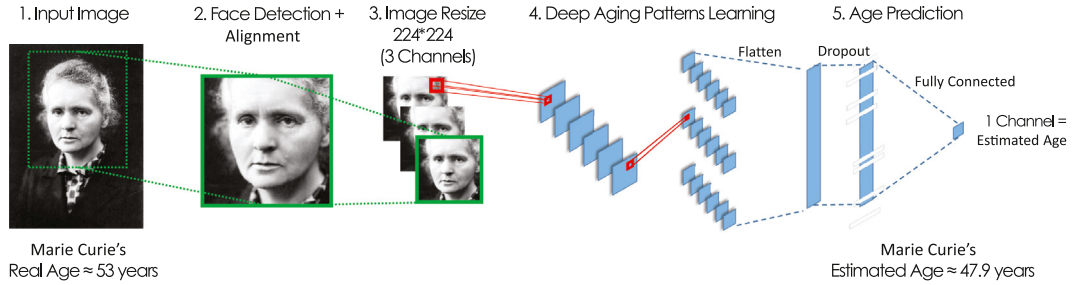 1. Input Image
2. Face Detection +
Alignment
3. Image Resize
224*224
(3 Channels)
4. Deep Aging Patterns Learning
5. Age Prediction
Flatten
Dropout
Fully Connected
1 Channel =
Estimated Age
Marie Curie's
Real Age ≈ 53 years
Marie Curie's
Estimated Age ≈ 47.9 years